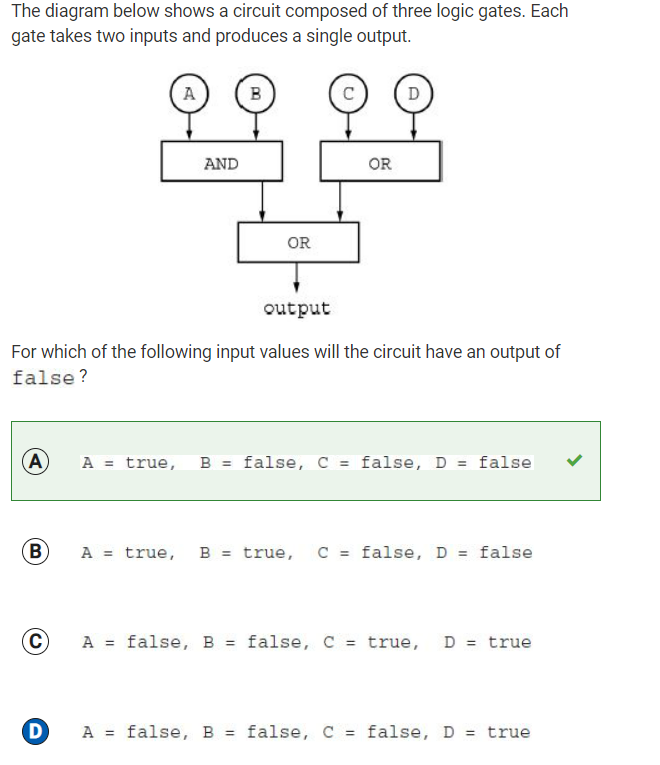 The diagram below shows a circuit composed of three logic gates. Each
gate takes two inputs and produces a single output.
A B C D
AND OR
OR
output
For which of the following input values will the circuit have an output of
false ?
A A = true, B = false, C = false, D = false
B A = true, B = true, C = false, D = false
C A = false, B = false, C = true, D = true
D A = false, B = false, C = false, D = true